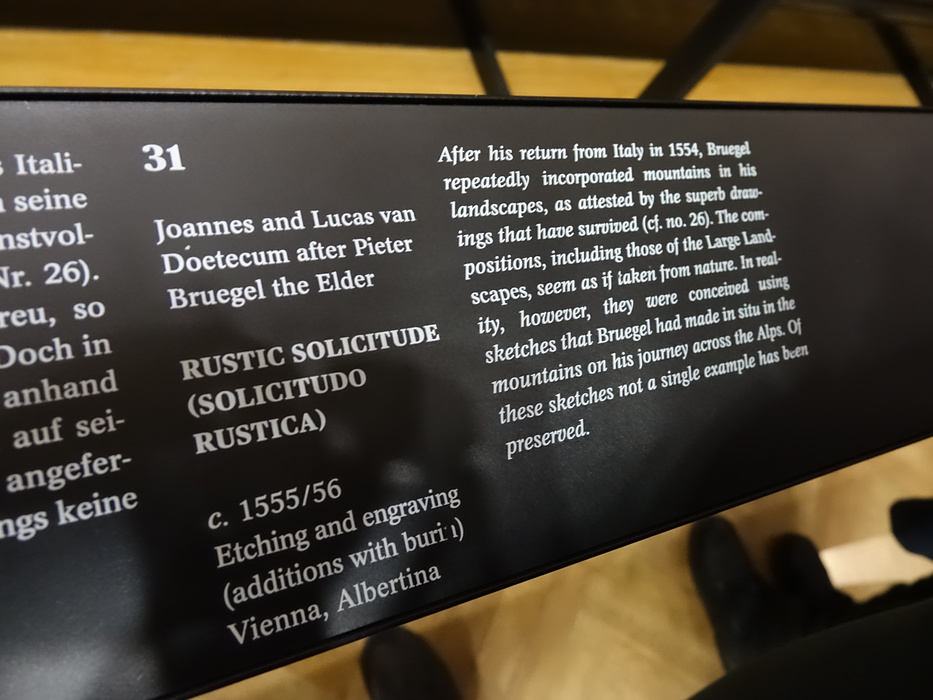 s Itali-
seine
nstvol-
Nr. 26).
reu, so
Doch in
anhand
auf sei-
angefer-
ngs keine
31
Joannes and Lucas van
Doetecum after Pieter
Bruegel the Elder
RUSTIC SOLICITUDE
(SOLICITUDO
RUSTICA)
c. 1555/56
Etching and engraving
(additions with burin)
Vienna, Albertina
After his return from Italy in 1554, Bruegel
repeatedly incorporated mountains in his
landscapes, as attested by the superb draw-
ings that have survived (cf. no. 26). The com-
positions, including those of the Large Land-
scapes, seem as if taken from nature. In real-
ity, however, they were conceived using
sketches that Bruegel had made in situ in the
mountains on his journey across the Alps. Of
these sketches not a single example has been
preserved.